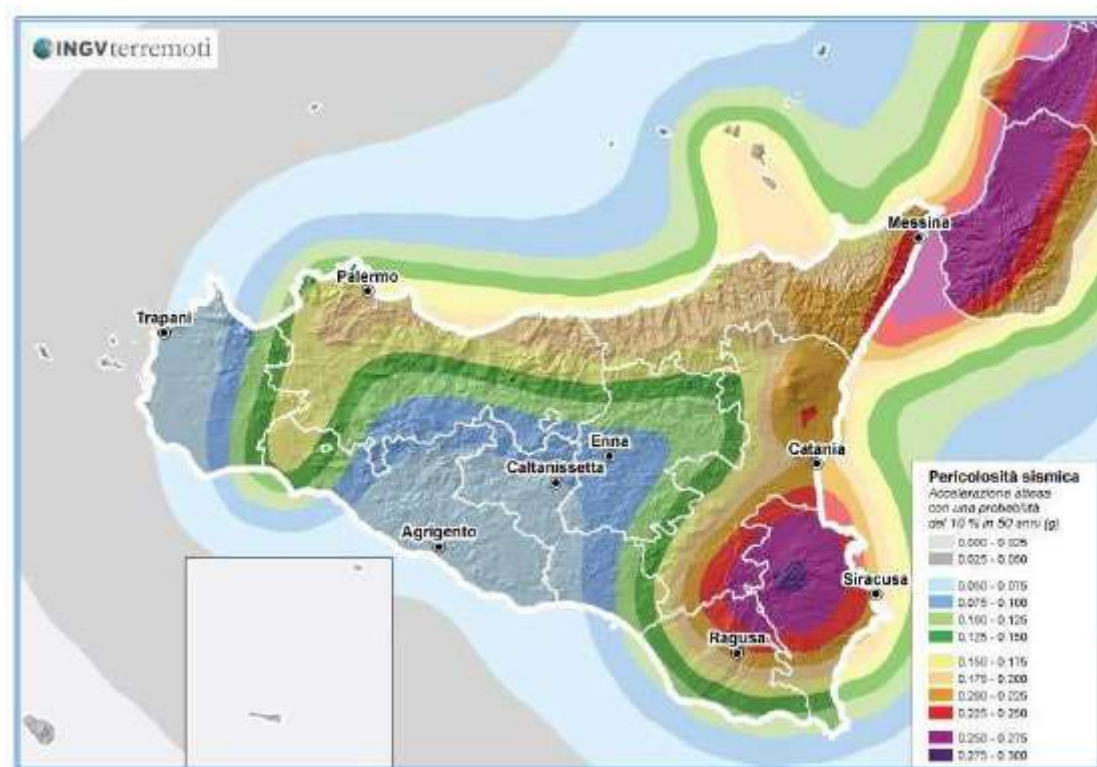 INGVterremoti
Messina
Palermo
Trapani
Enna
Catania
Caltanissetta
Agrigento
Siracusa
Ragusa
Pericolosità sismica
Accelerazione attesa
con una probabilità
del 10 % in 50 anni (g)
0.000 - 0.025
0.025 - 0.050
0.050 - 0.075
0.075 - 0.100
0.100 - 0.125
0.125 - 0.150
0.150 - 0.175
0.175 - 0.200
0.200 - 0.225
0.225 - 0.250
0.250 - 0.275
0.275 - 0.300